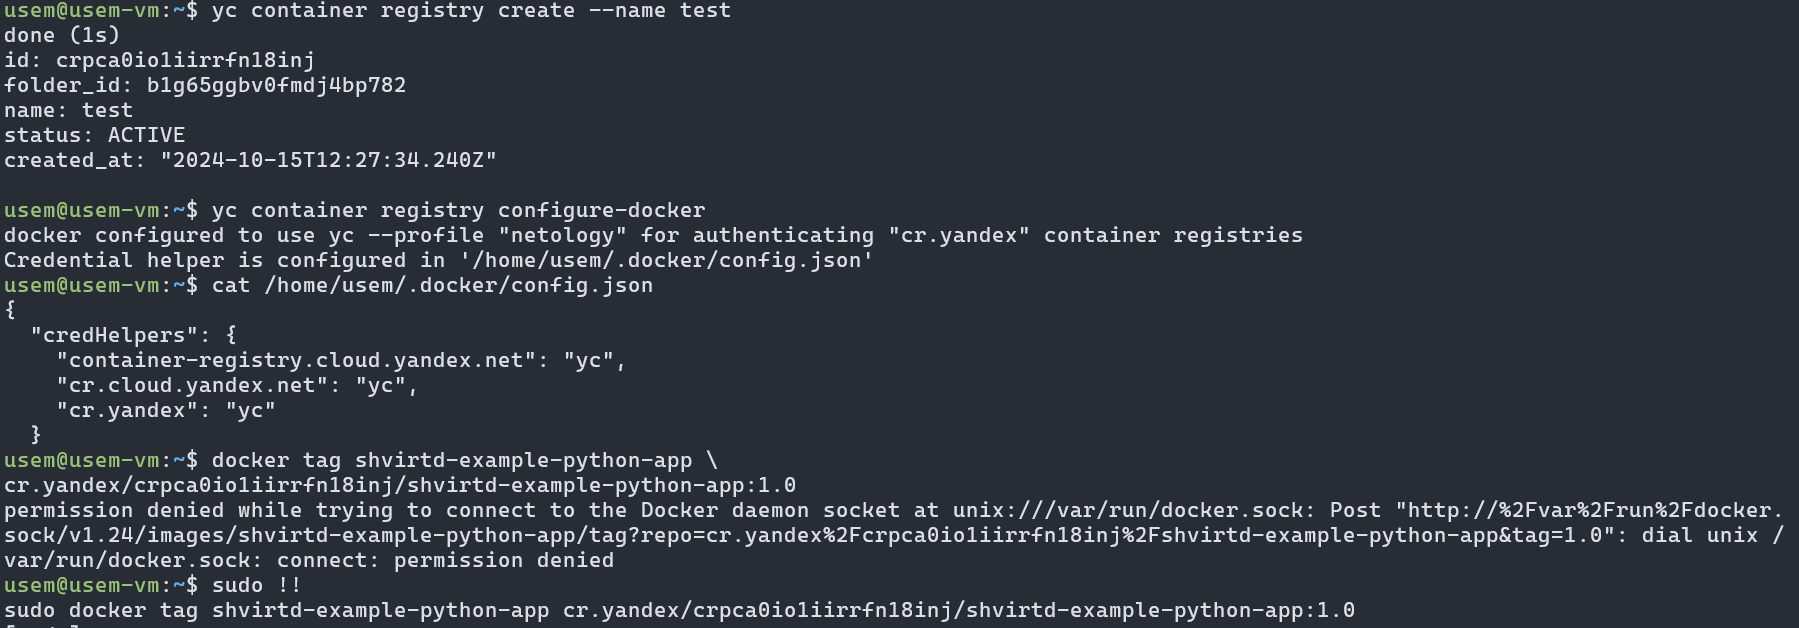 usem@usem-vm:~$ yc container registry create --name test
done (1s)
id: crpca0io1iirrfn18inj
folder_id: b1g65ggbv0fmdj4bp782
name: test
status: ACTIVE
created_at: "2024-10-15T12:27:34.240Z"
usem@usem-vm:~$ yc container registry configure-docker
docker configured to use yc --profile "netology" for authenticating "cr.yandex" container registries
Credential helper is configured in '/home/usem/.docker/config.json'
usem@usem-vm:~$ cat /home/usem/.docker/config.json
{
  "credHelpers": {
    "container-registry.cloud.yandex.net": "yc",
    "cr.cloud.yandex.net": "yc",
    "cr.yandex": "yc"
  }
usem@usem-vm:~$ docker tag shvirtd-example-python-app \
cr.yandex/crpca0io1iirrfn18inj/shvirtd-example-python-app:1.0
permission denied while trying to connect to the Docker daemon socket at unix:///var/run/docker.sock: Post "http://%2Fvar%2Frun%2Fdocker.
sock/v1.24/images/shvirtd-example-python-app/tag?repo=cr.yandex%2Fcrpca0io1iirrfn18inj%2Fshvirtd-example-python-app&tag=1.0": dial unix /
var/run/docker.sock: connect: permission denied
usem@usem-vm:~$ sudo !!
sudo docker tag shvirtd-example-python-app cr.yandex/crpca0io1iirrfn18inj/shvirtd-example-python-app:1.0